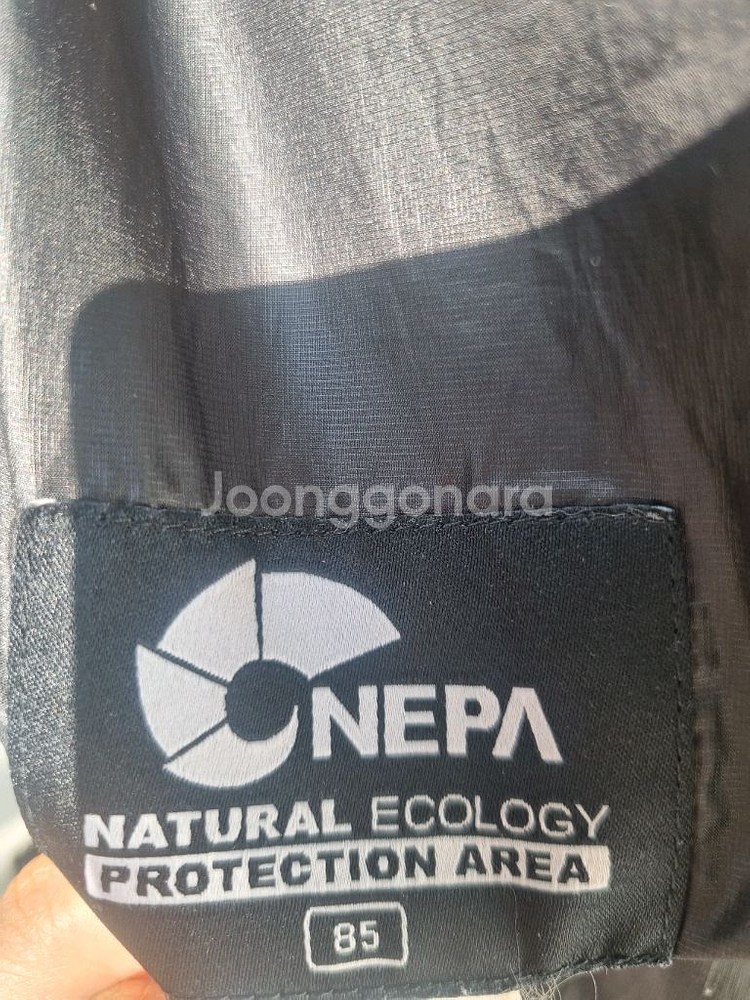 Joonggonara
NEPA
NATURAL ECOLOGY
PROTECTION AREA
85